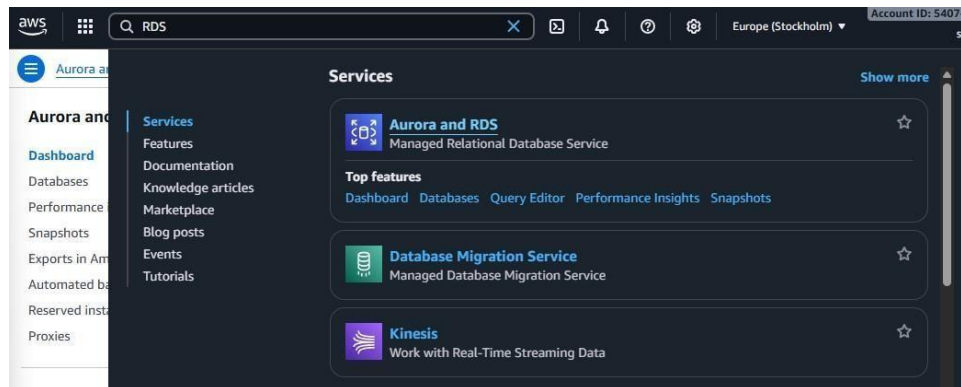 aws
RDS
Europe (Stockholm)
Account ID: 5407
Aurora an
Aurora and
Dashboard
Databases
Performance i
Snapshots
Exports in Am
Automated ba
Reserved insta
Proxies
Services
Features
Documentation
Knowledge articles
Marketplace
Blog posts
Events
Tutorials
Services
Show more
Aurora and RDS
Managed Relational Database Service
Top features
Dashboard Databases Query Editor Performance Insights Snapshots
Database Migration Service
Managed Database Migration Service
Kinesis
Work with Real-Time Streaming Data